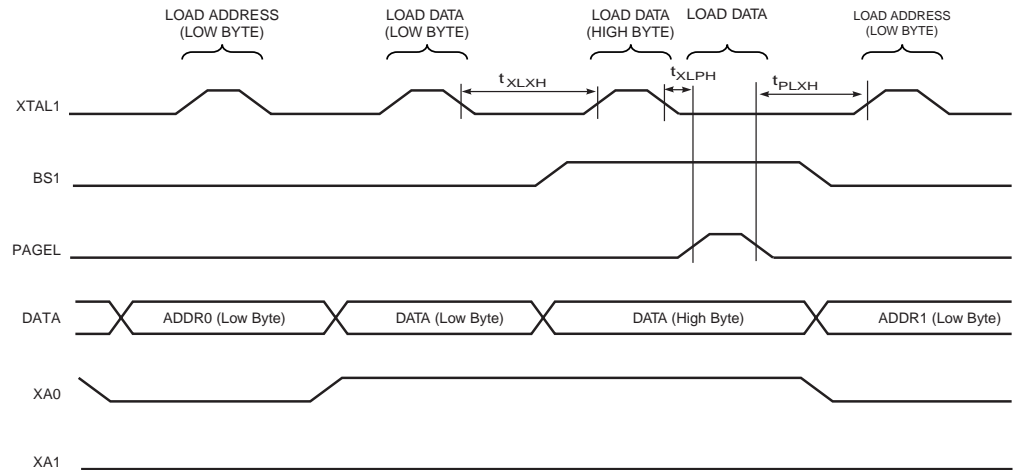 LOAD ADDRESS
(LOW BYTE)
LOAD DATA
(LOW BYTE)
LOAD DATA
(HIGH BYTE)
LOAD DATA
LOAD ADDRESS
(LOW BYTE)
tXLXH
tXLPH
tPLXH
XTAL1
BS1
PAGEL
DATA
ADDR0 (Low Byte)
DATA (Low Byte)
DATA (High Byte)
ADDR1 (Low Byte)
XA0
XA1